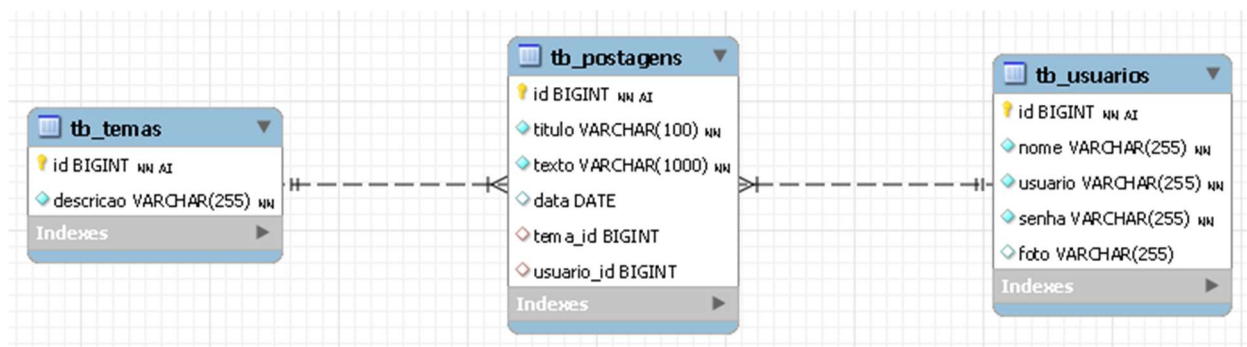 tb_temas
id BIGINT NN AI
descricao VARCHAR(255) NN
Indexes
tb_postagens
id BIGINT NN AI
titulo VARCHAR(100) NN
texto VARCHAR(1000) NN
data DATE
tema_id BIGINT
usuario_id BIGINT
Indexes
tb_usuarios
id BIGINT NN AI
nome VARCHAR(255) NN
usuario VARCHAR(255) NN
senha VARCHAR(255) NN
foto VARCHAR(255)
Indexes